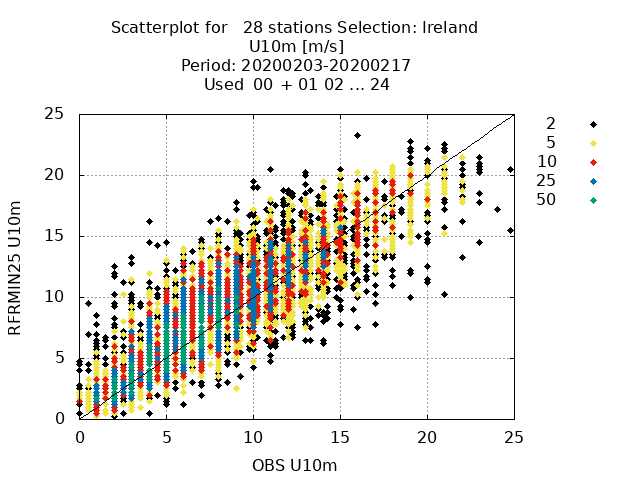 Scatterplot for   28 stations Selection: Ireland
U10m [m/s]
Period: 20200203-20200217
Used  00 + 01 02 ... 24
25
20
15
10
5
0
RFRMIN25 U10m
0 5 10 15 20 25
OBS U10m
2
5
10
25
50